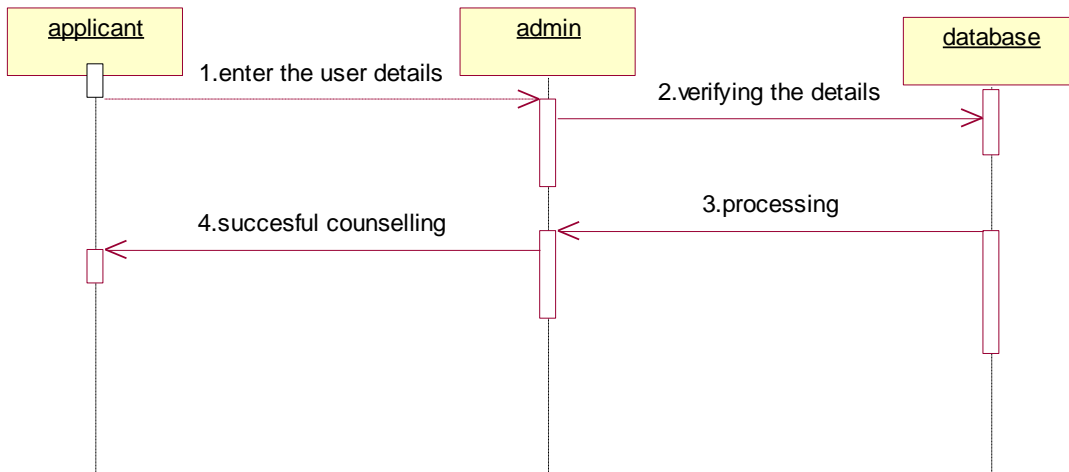 applicant
admin
database
1.enter the user details
2.verifying the details
3.processing
4.succesful counselling